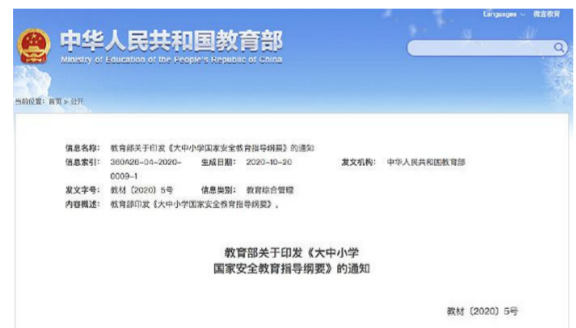 Languages
微言教育
中华人民共和国教育部
Ministry of Education of the People's Republic of China
当前位置：首页 > 公开
信息名称： 教育部关于印发《大中小学国家安全教育指导纲要》的通知
信息索引： 360A26-04-2020-0009-1 生成日期： 2020-10-20 发文机构： 中华人民共和国教育部
发文字号： 教材〔2020〕5号 信息类别： 教育综合管理
内容概述： 教育部印发《大中小学国家安全教育指导纲要》。
教育部关于印发《大中小学
国家安全教育指导纲要》的通知
教材〔2020〕5号